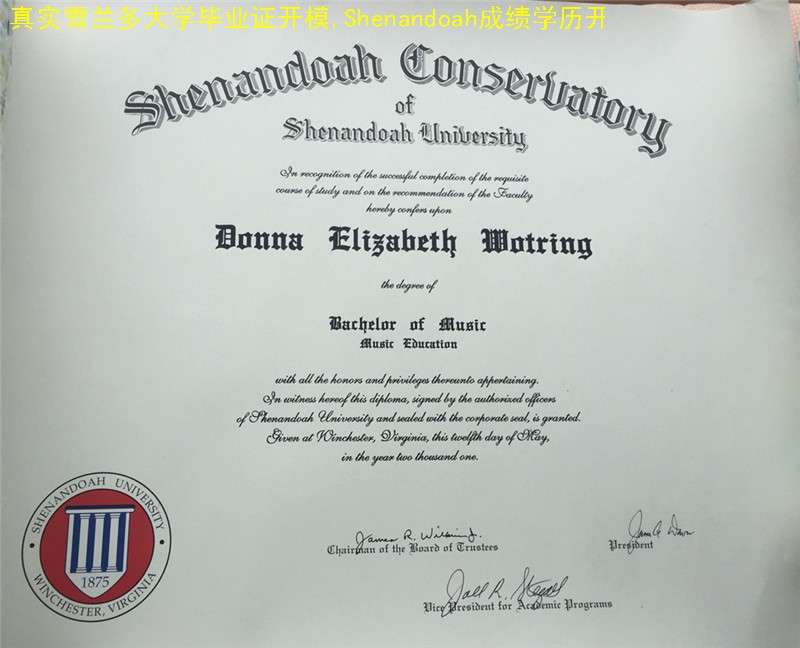 真实雪兰多大学毕业证开模,Shenandoah成绩学历开
Shenandoah Conservatory
of
Shenandoah University
In recognition of the successful completion of the requisite
course of study and on the recommendation of the Faculty
hereby confers upon
Donna Elizabeth Wotring
the degree of
Bachelor of Music
Music Education
with all the honors and privileges thereunto appertaining.
In witness hereof this diploma, signed by the authorized officers
of Shenandoah University and sealed with the corporate seal, is granted.
Given at Winchester, Virginia, this twelfth day of May,
in the year two thousand one.
SHENANDOAH UNIVERSITY
1875
WINCHESTER, VIRGINIA
James R.
Chairman of the Board of Trustees
President
Joel R. Stegall
Vice President for Academic Programs